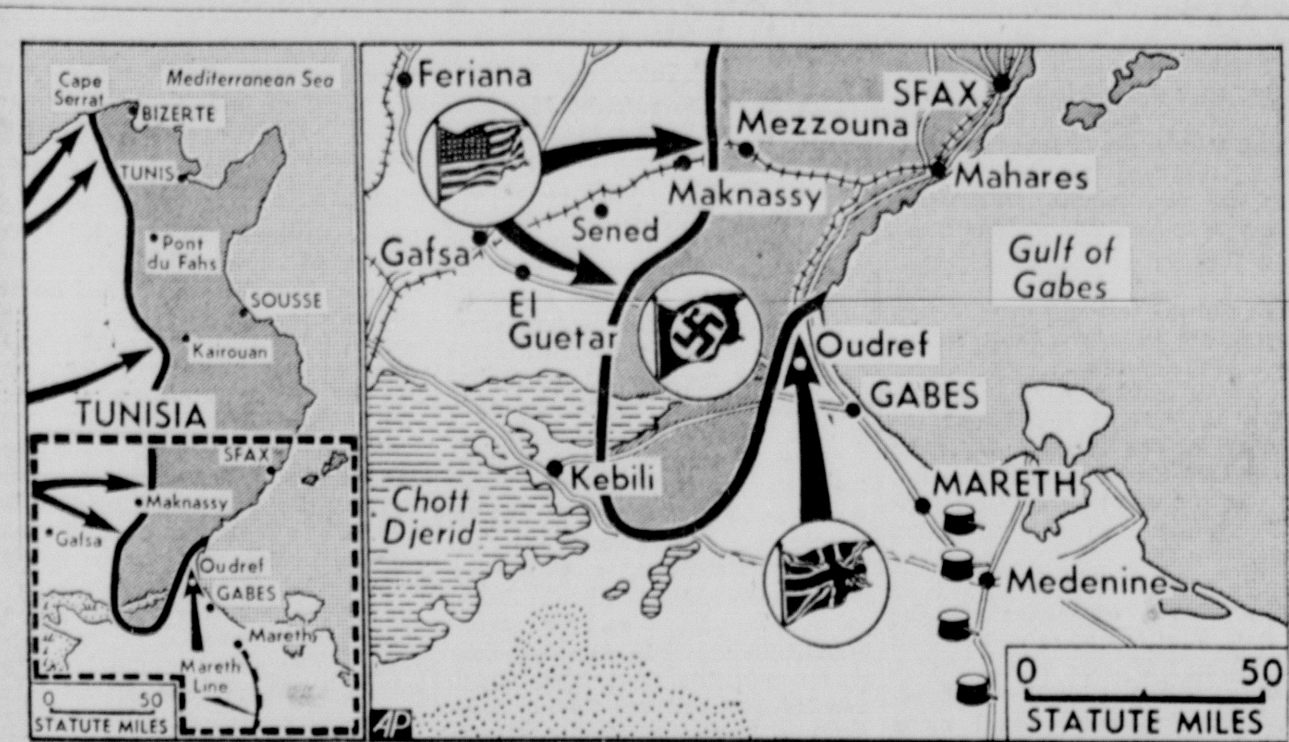 Cape
Serrat
Mediterranean Sea
BIZERTE
TUNIS
Pont
du Fahs
SOUSSE
Kairouan
TUNISIA
SFAX
Maknassy
Gafsa
Oudref
GABES
Mareth
Mareth
Line
0 50
STATUTE MILES
Feriana
SFAX
Mezzouna
Mahares
Maknassy
Sened
Gafsa
Gulf of
Gabes
El
Guetar
Oudref
GABES
Kebili
MARETH
Chott
Djerid
Medenine
0 50
STATUTE MILES
AP